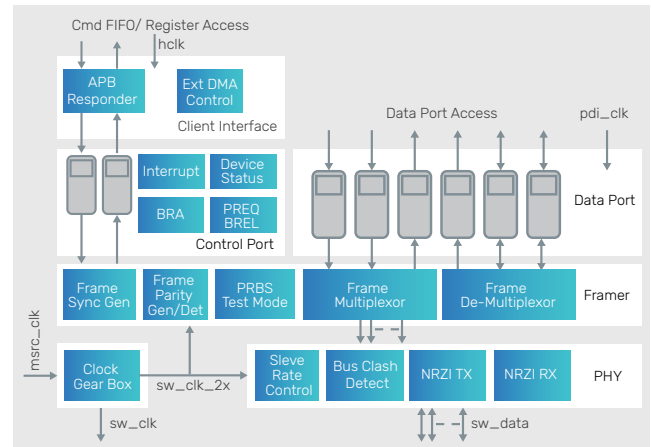 Cmd FIFO/ Register Access
hclk
APB
Responder
Ext DMA
Control
Client Interface
Data Port Access
pdi_clk
Interrupt
Device
Status
BRA
PREQ
BREL
Control Port
Data Port
Frame
Sync Gen
Frame
Parity
Gen/Det
PRBS
Test Mode
Frame
Multiplexor
Frame
De-Multiplexor
Framer
msrc_clk
Clock
Gear Box
sw_clk_2x
Sleve
Rate
Control
Bus Clash
Detect
NRZI TX
NRZI RX
PHY
sw_clk
sw_data